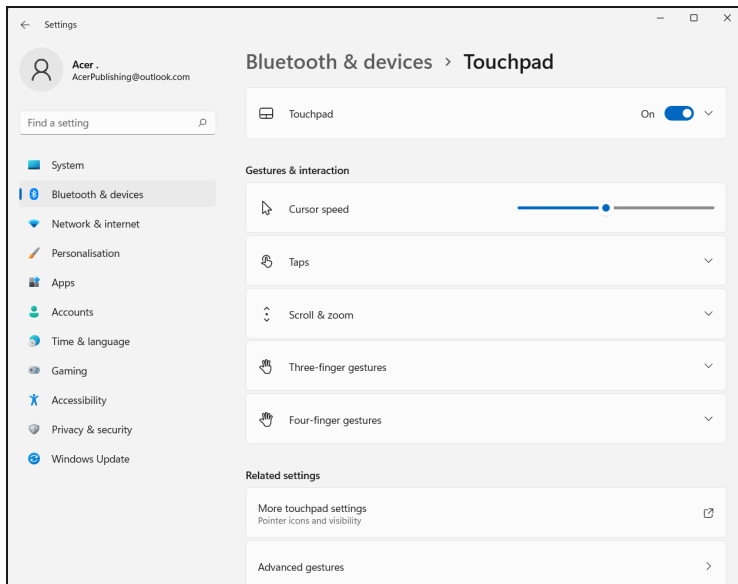 Settings
Acer .
AcerPublishing@outlook.com
Find a setting
System
Bluetooth & devices
Network & internet
Personalisation
Apps
Accounts
Time & language
Gaming
Accessibility
Privacy & security
Windows Update
Bluetooth & devices > Touchpad
Touchpad On
Gestures & interaction
Cursor speed
Taps
Scroll & zoom
Three-finger gestures
Four-finger gestures
Related settings
More touchpad settings
Pointer icons and visibility
Advanced gestures